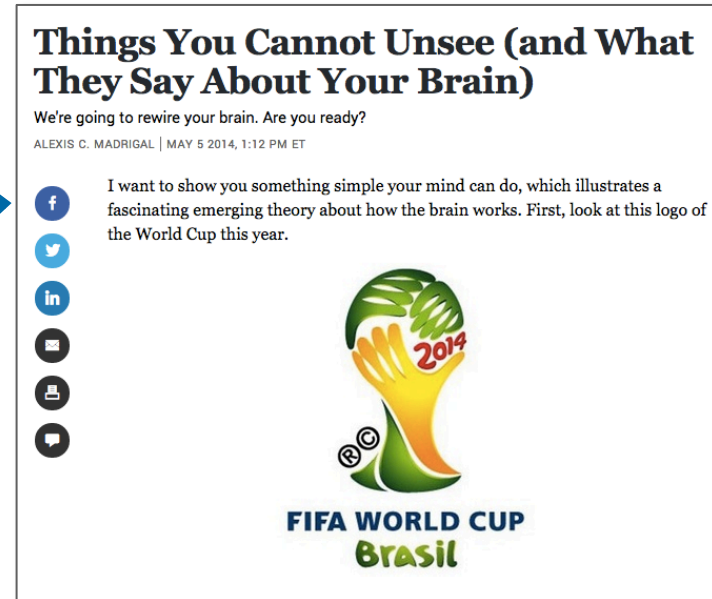 Things You Cannot Unsee (and What
They Say About Your Brain)
We're going to rewire your brain. Are you ready?
ALEXIS C. MADRIGAL | MAY 5 2014, 1:12 PM ET
I want to show you something simple your mind can do, which illustrates a
fascinating emerging theory about how the brain works. First, look at this logo of
the World Cup this year.
f
in
2014
® ©
FIFA WORLD CUP
Brasil